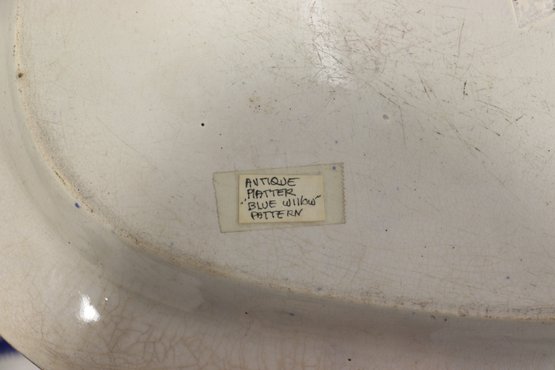 ANTIQUE
PLATTER
"BLUE WILLOW"
PATTERN